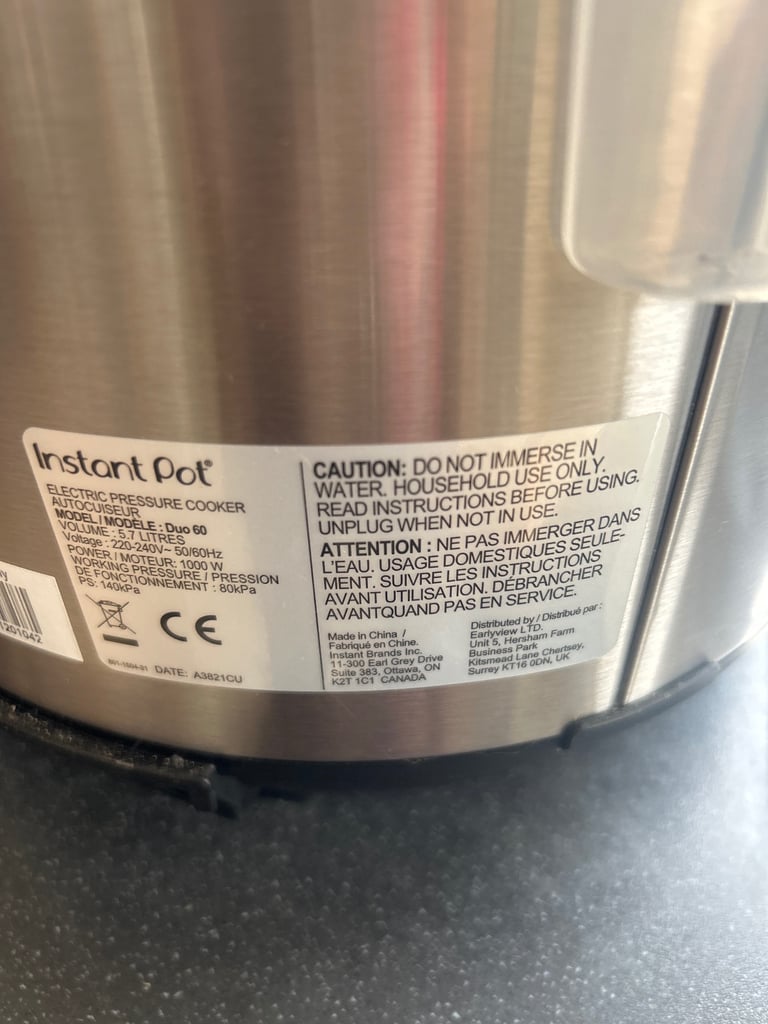 Instant Pot®
ELECTRIC PRESSURE COOKER
AUTOCUISEUR
MODEL / MODÈLE : Duo 60
VOLUME : 5.7 LITRES
Voltage : 220-240V~ 50/60Hz
POWER / MOTEUR: 1000 W
WORKING PRESSURE / PRESSION
DE FONCTIONNEMENT : 80kPa
PS: 140kPa
CE
DATE: A3821CU
CAUTION: DO NOT IMMERSE IN
WATER. HOUSEHOLD USE ONLY.
READ INSTRUCTIONS BEFORE USING.
UNPLUG WHEN NOT IN USE.
ATTENTION : NE PAS IMMERGER DANS
L'EAU. USAGE DOMESTIQUES SEULE-
MENT. SUIVRE LES INSTRUCTIONS
AVANT UTILISATION. DÉBRANCHER
AVANTQUAND PAS EN SERVICE.
Made in China /
Fabriqué en Chine.
Instant Brands Inc.
11-300 Earl Grey Drive
Suite 383, Ottawa, ON
K2T 1C1 CANADA
Distributed by / Distribué par :
Earlyview LTD.
Unit 5, Hersham Farm
Business Park
Kitsmead Lane Chertsey,
Surrey KT16 0DN, UK